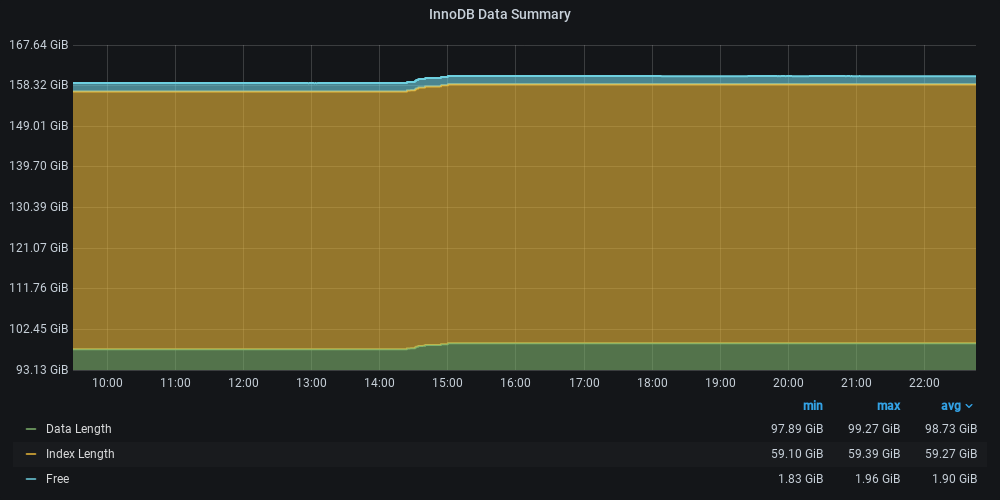 InnoDB Data Summary
167.64 GiB
158.32 GiB
149.01 GiB
139.70 GiB
130.39 GiB
121.07 GiB
111.76 GiB
102.45 GiB
93.13 GiB
10:00 11:00 12:00 13:00 14:00 15:00 16:00 17:00 18:00 19:00 20:00 21:00 22:00
min max avg
Data Length 97.89 GiB 99.27 GiB 98.73 GiB
Index Length 59.10 GiB 59.39 GiB 59.27 GiB
Free 1.83 GiB 1.96 GiB 1.90 GiB